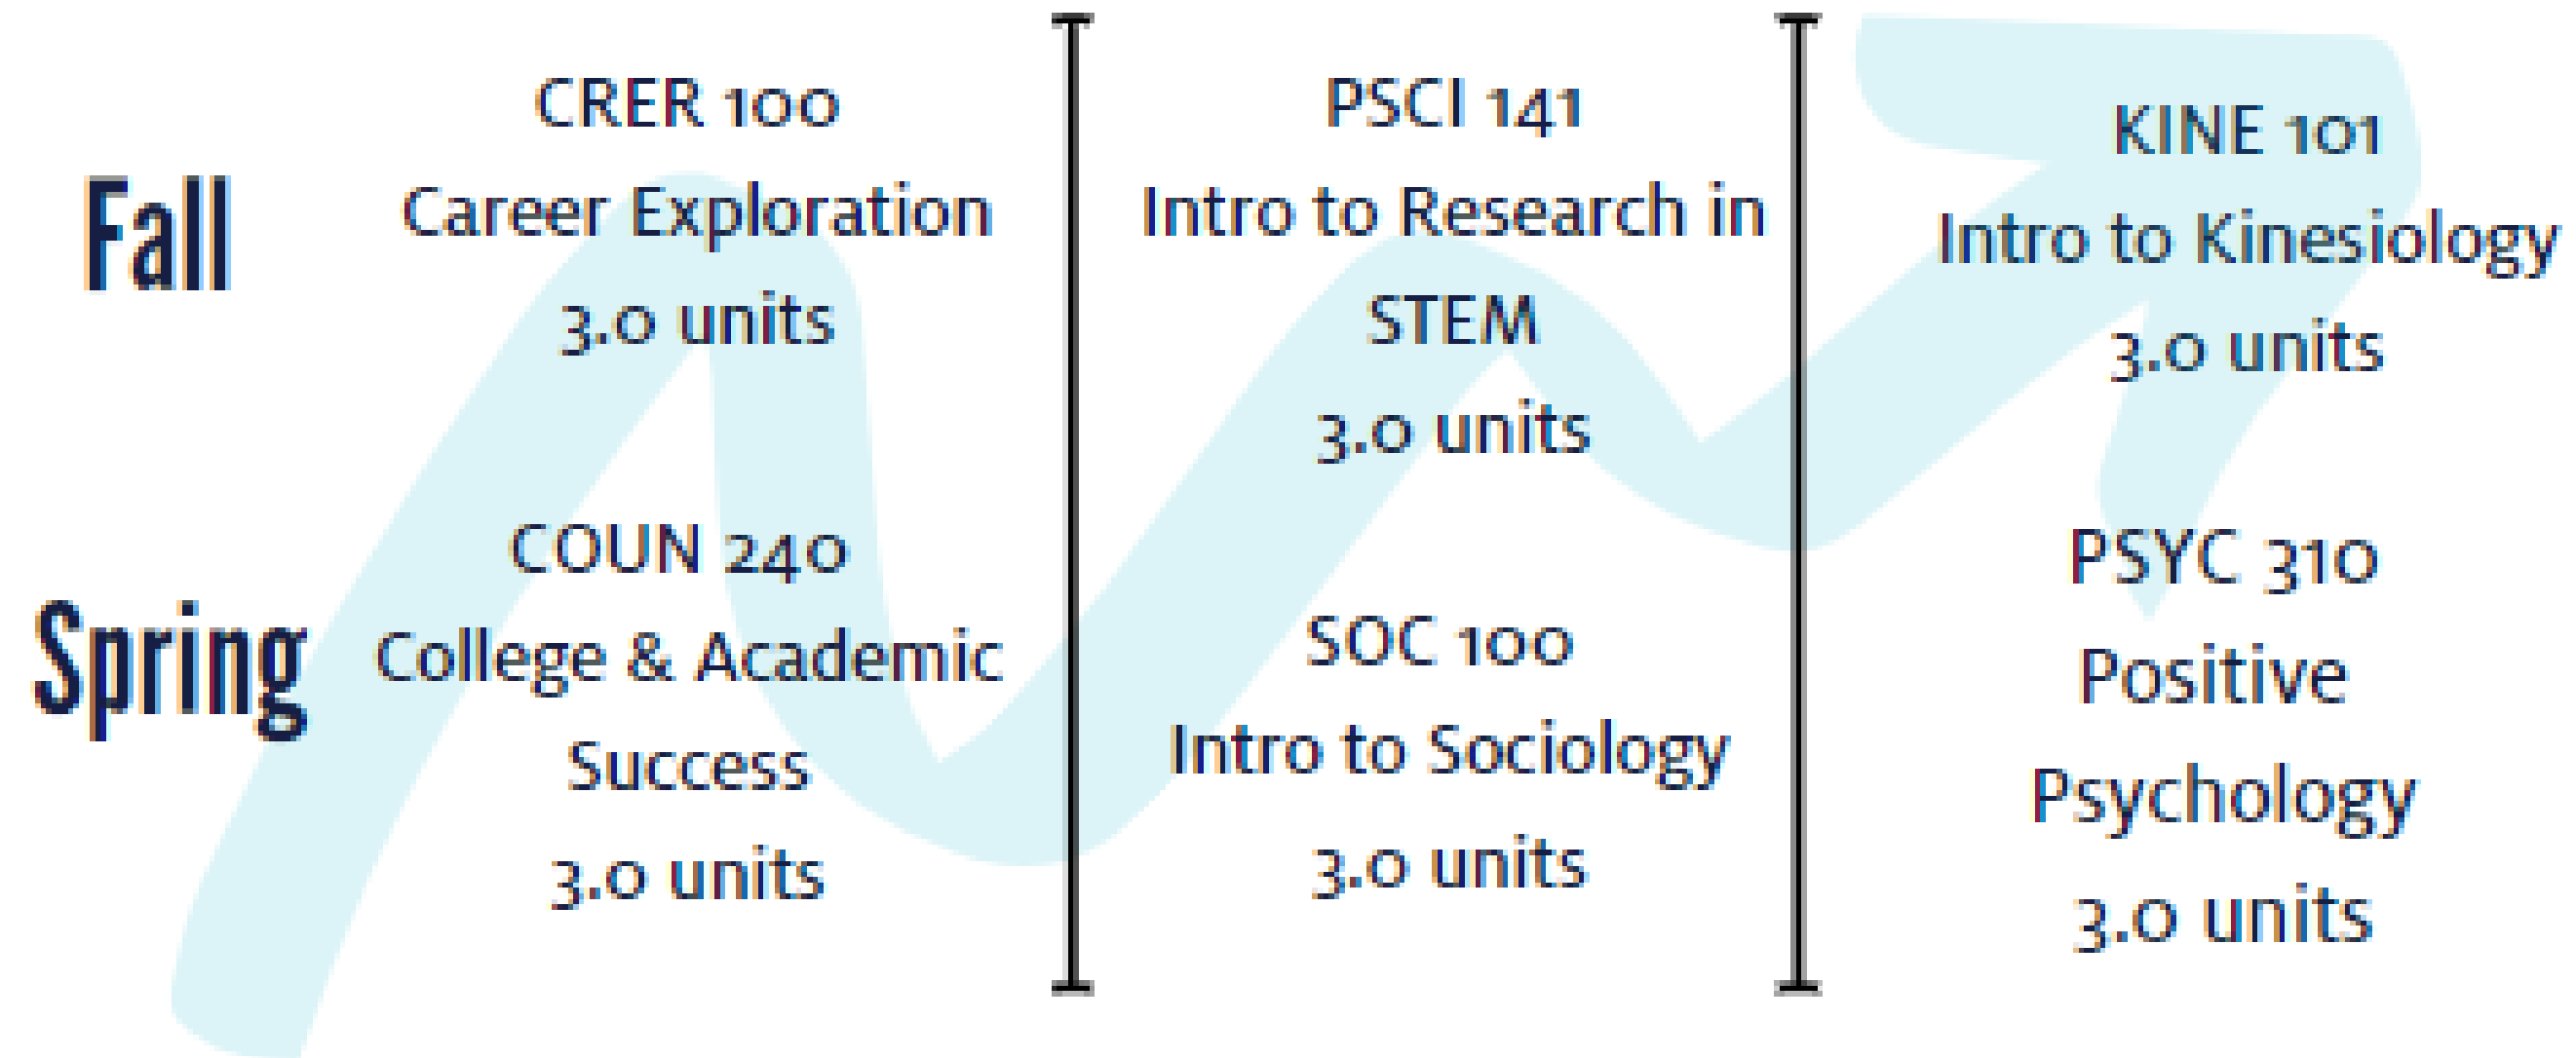 Fall
CRER 100
Career Exploration
3.0 units
PSCI 141
Intro to Research in
STEM
3.0 units
KINE 101
Intro to Kinesiology
3.0 units
Spring
COUN 240
College & Academic
Success
3.0 units
SOC 100
Intro to Sociology
3.0 units
PSYC 310
Positive
Psychology
3.0 units